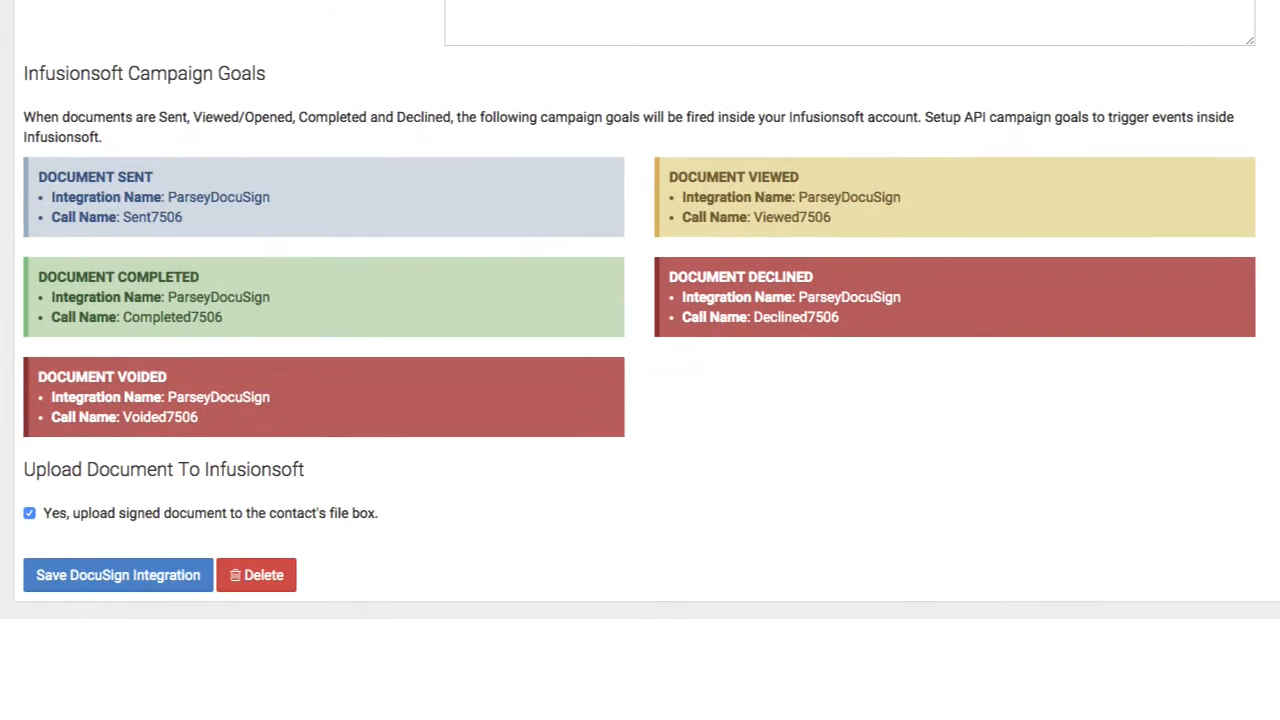 Infusionsoft Campaign Goals
When documents are Sent, Viewed/Opened, Completed and Declined, the following campaign goals will be fired inside your Infusionsoft account. Setup API campaign goals to trigger events inside
Infusionsoft.
DOCUMENT SENT
• Integration Name: ParseyDocuSign
• Call Name: Sent7506
DOCUMENT VIEWED
• Integration Name: ParseyDocuSign
• Call Name: Viewed7506
DOCUMENT COMPLETED
• Integration Name: ParseyDocuSign
• Call Name: Completed7506
DOCUMENT DECLINED
• Integration Name: ParseyDocuSign
• Call Name: Declined7506
DOCUMENT VOIDED
• Integration Name: ParseyDocuSign
• Call Name: Voided7506
Upload Document To Infusionsoft
Yes, upload signed document to the contact's file box.
Save DocuSign Integration
Delete